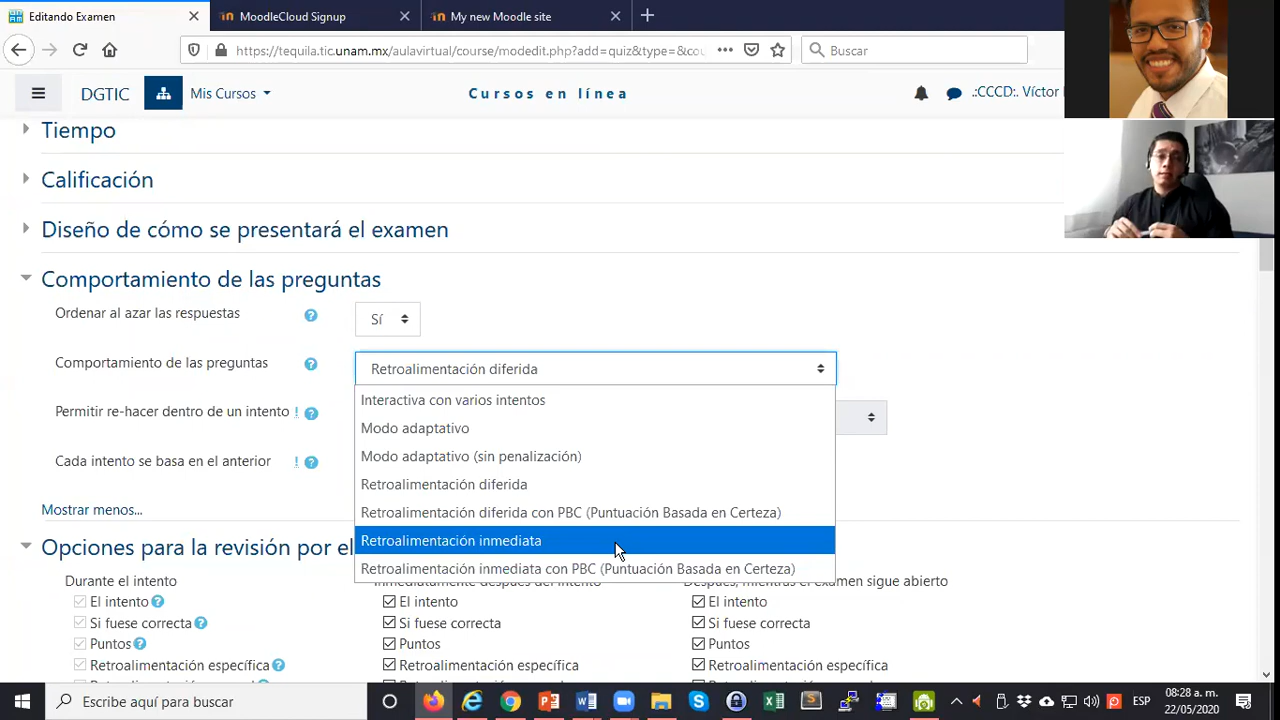 Editando Examen
MoodleCloud Signup
My new Moodle site
https://tequila.tic.unam.mx/aulavirtual/course/modedit.php?add=quiz&type=&cou
Buscar
DGTIC
Mis Cursos
Cursos en línea
.:CCCD:. Víctor
Tiempo
Calificación
Diseño de cómo se presentará el examen
Comportamiento de las preguntas
Ordenar al azar las respuestas
Sí
Comportamiento de las preguntas
Retroalimentación diferida
Interactiva con varios intentos
Permitir re-hacer dentro de un intento
Modo adaptativo
Modo adaptativo (sin penalización)
Cada intento se basa en el anterior
Retroalimentación diferida
Mostrar menos...
Retroalimentación diferida con PBC (Puntuación Basada en Certeza)
Retroalimentación inmediata
Opciones para la revisión por el
Retroalimentación inmediata con PBC (Puntuación Basada en Certeza)
Durante el intento
Inmediatamente después del intento
Después, mientras el examen sigue abierto
El intento
El intento
El intento
Si fuese correcta
Si fuese correcta
Si fuese correcta
Puntos
Puntos
Puntos
Retroalimentación específica
Retroalimentación específica
Retroalimentación específica
Escribe aquí para buscar
ESP
08:28 a. m.
22/05/2020